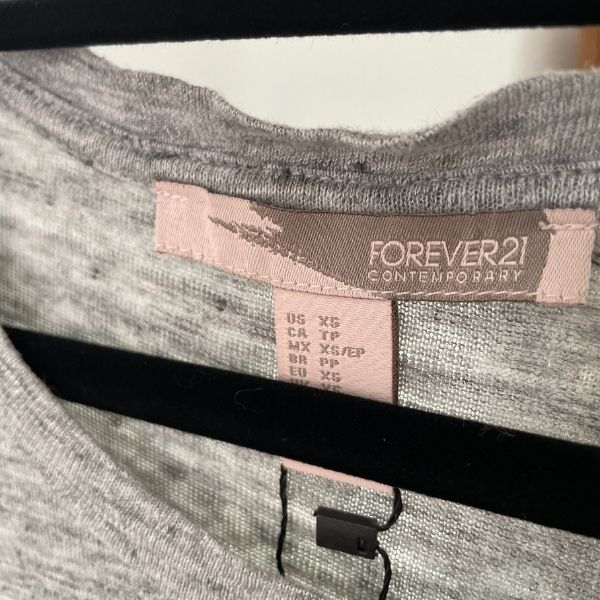 FOREVER21
CONTEMPORARY
US XS
CA TP
MX XS/EP
BR PP
EU XS